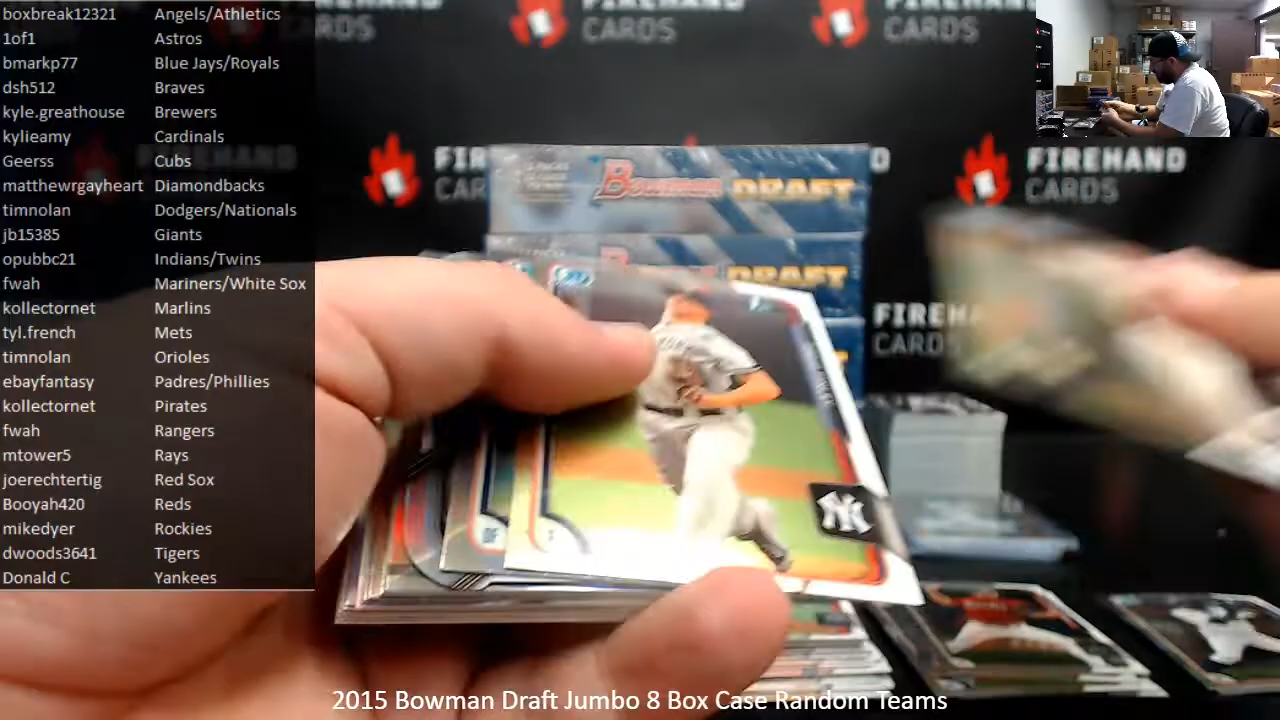 boxbreak12321 Angels/Athletics
1of1 Astros
bmarkp77 Blue Jays/Royals
dsh512 Braves
kyle.greathouse Brewers
kylieamy Cardinals
Geerss Cubs
matthewrgayheart Diamondbacks
timnolan Dodgers/Nationals
jb15385 Giants
opubbc21 Indians/Twins
fwah Mariners/White Sox
kollectornet Marlins
tyl.french Mets
timnolan Orioles
ebayfantasy Padres/Phillies
kollectornet Pirates
fwah Rangers
mtower5 Rays
joerechtertig Red Sox
Booyah420 Reds
mikedyer Rockies
dwoods3641 Tigers
Donald C Yankees
FIREHAND
CARDS
CARDS
CARDS
FIREHAND
CARDS
Bowman DRAFT
Bowman DRAFT
CARDS
NY
2015 Bowman Draft Jumbo 8 Box Case Random Teams